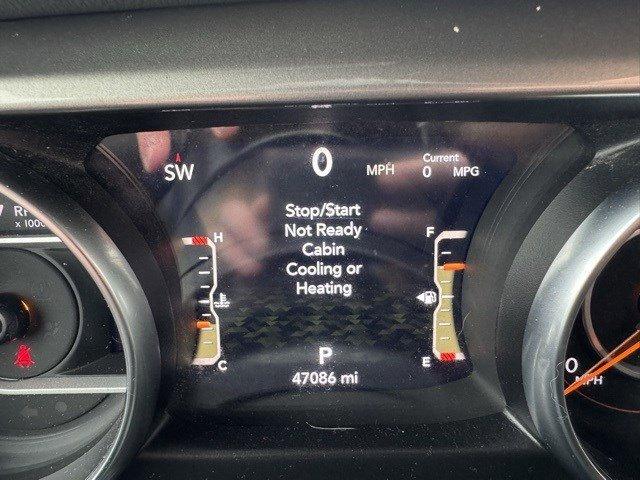 SW
0 MPH
Current
0 MPG
Stop/Start
Not Ready
Cabin
Cooling or
Heating
H
C
F
E
P
47086 mi
7
x 1000
0
MPH